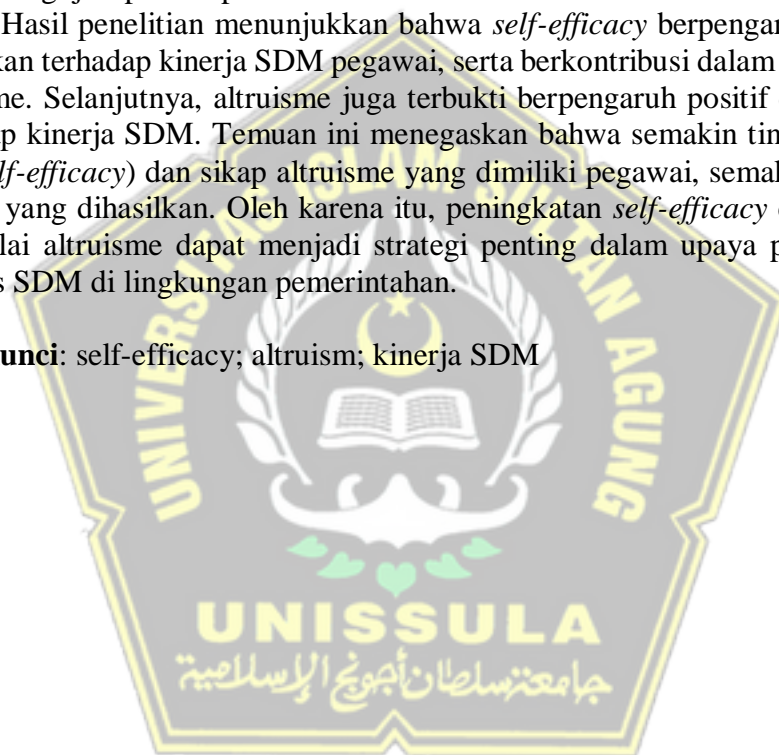 Hasil penelitian menunjukkan bahwa self-efficacy berpengar
kan terhadap kinerja SDM pegawai, serta berkontribusi dalam
me. Selanjutnya, altruisme juga terbukti berpengaruh positif
p kinerja SDM. Temuan ini menegaskan bahwa semakin tin
lf-efficacy) dan sikap altruisme yang dimiliki pegawai, semak
yang dihasilkan. Oleh karena itu, peningkatan self-efficacy
lai altruisme dapat menjadi strategi penting dalam upaya p
s SDM di lingkungan pemerintahan.
unci: self-efficacy; altruism; kinerja SDM
UNIVERSITAS ISLAM SULTAN AGUNG
UNISSULA
جامعتسلطان أجونج الإسلامية